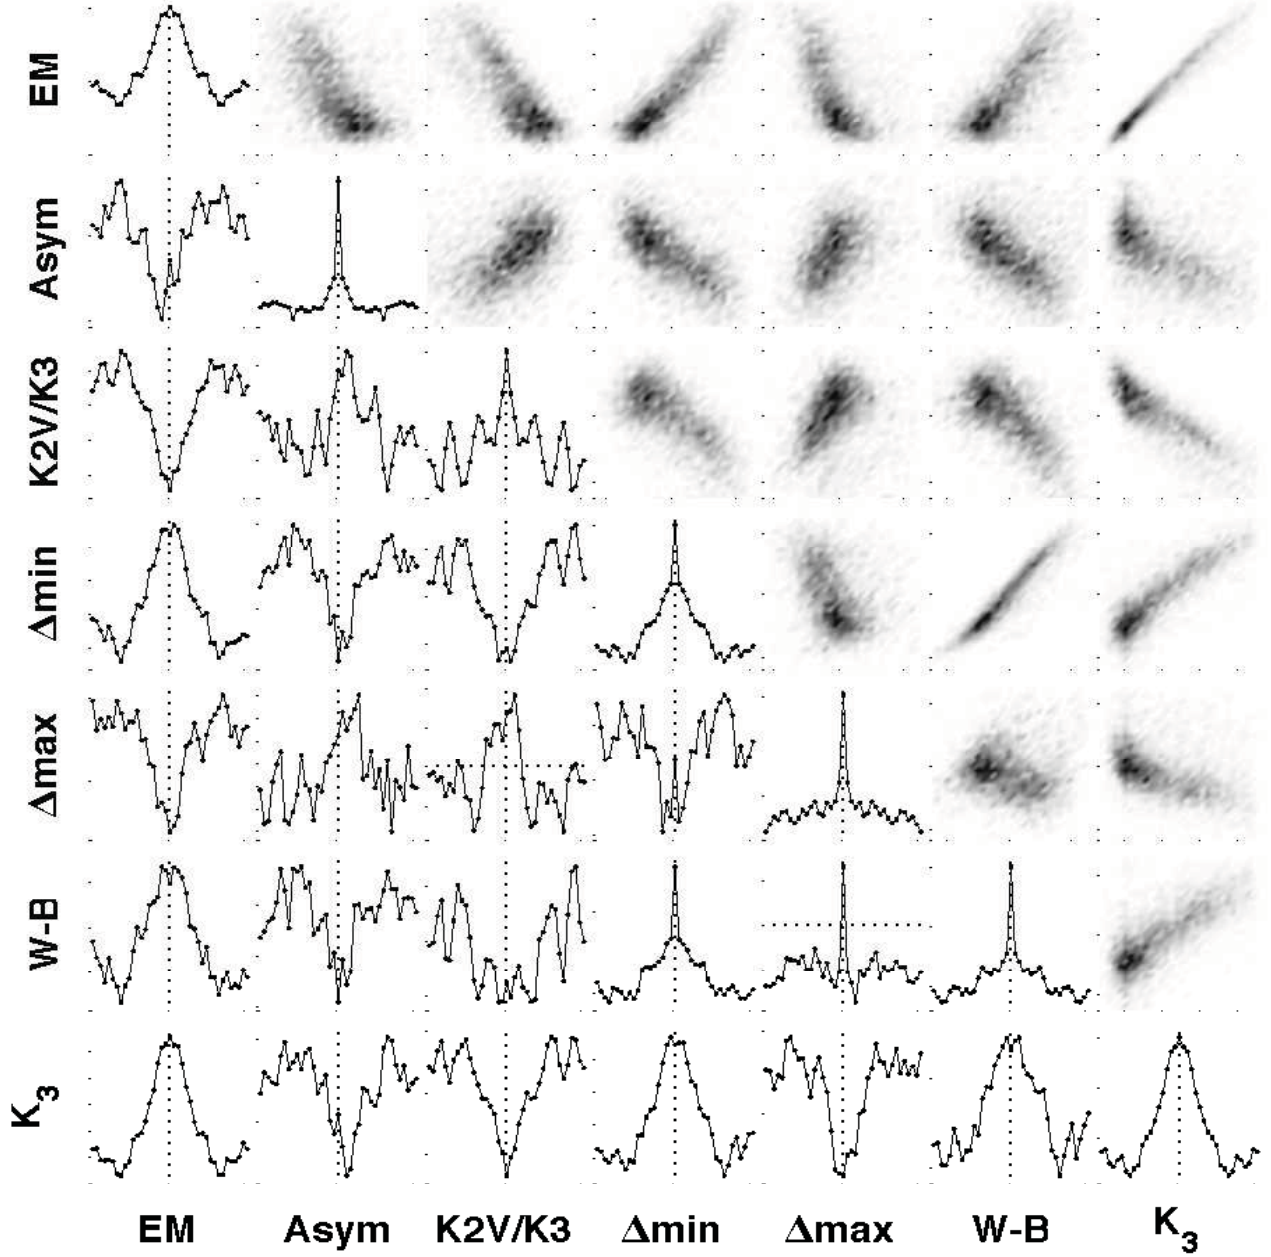 EM
Asym
K2V/K3
Δmin
Δmax
W-B
K3
EM Asym K2V/K3 Δmin Δmax W-B K3